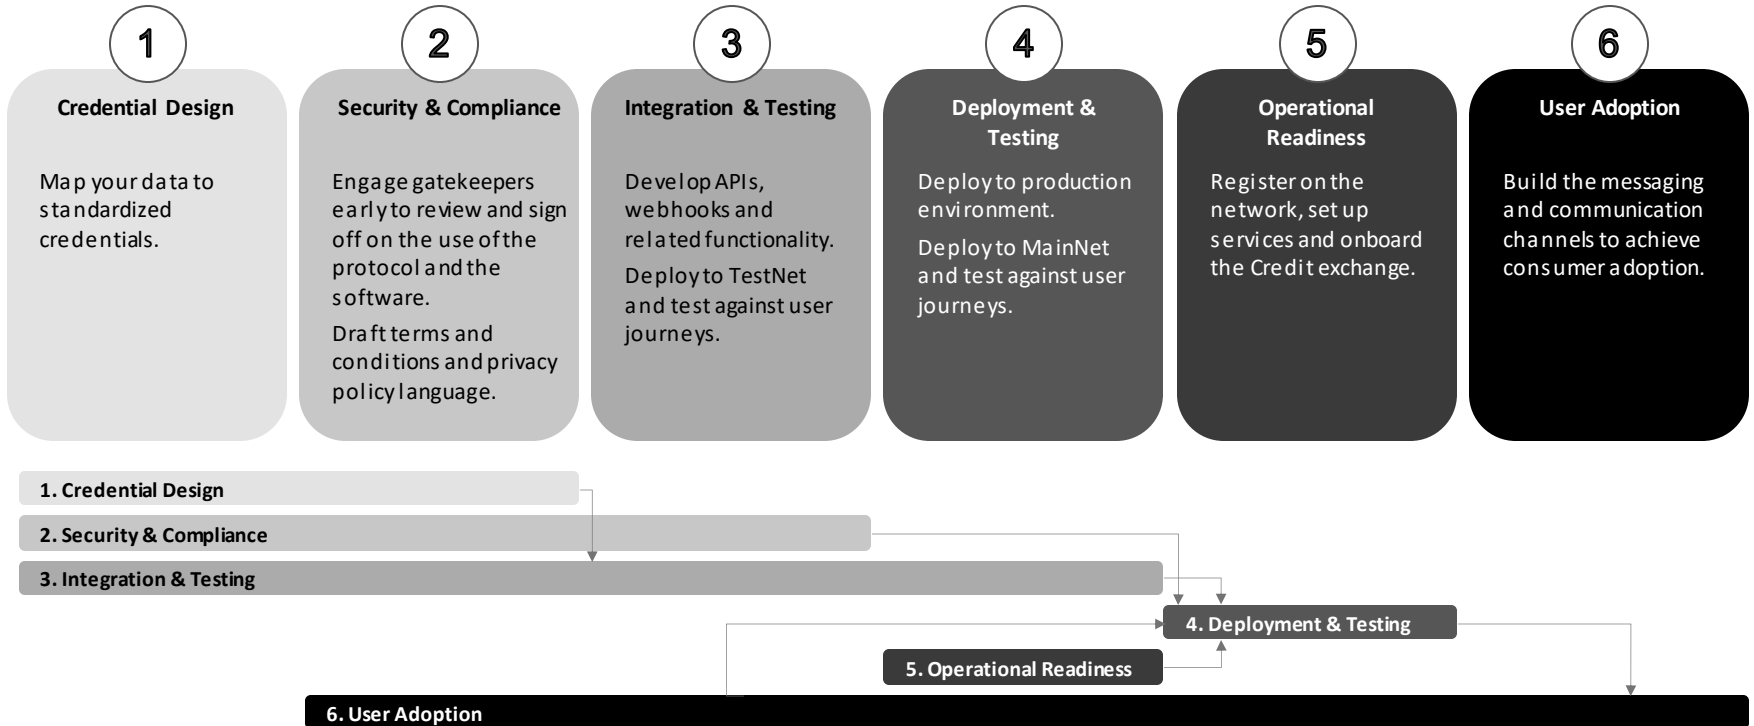 1
Credential Design
Map your data to
standardized
credentials.
2
Security & Compliance
Engage gatekeepers
early to review and sign
off on the use of the
protocol and the
software.
Draft terms and
conditions and privacy
policy language.
3
Integration & Testing
Develop APIs,
webhooks and
related functionality.
Deploy to TestNet
and test against user
journeys.
4
Deployment &
Testing
Deploy to production
environment.
Deploy to MainNet
and test against user
journeys.
5
Operational
Readiness
Register on the
network, set up
services and onboard
the Credit exchange.
6
User Adoption
Build the messaging
and communication
channels to achieve
consumer adoption.
1. Credential Design
2. Security & Compliance
3. Integration & Testing
4. Deployment & Testing
5. Operational Readiness
6. User Adoption